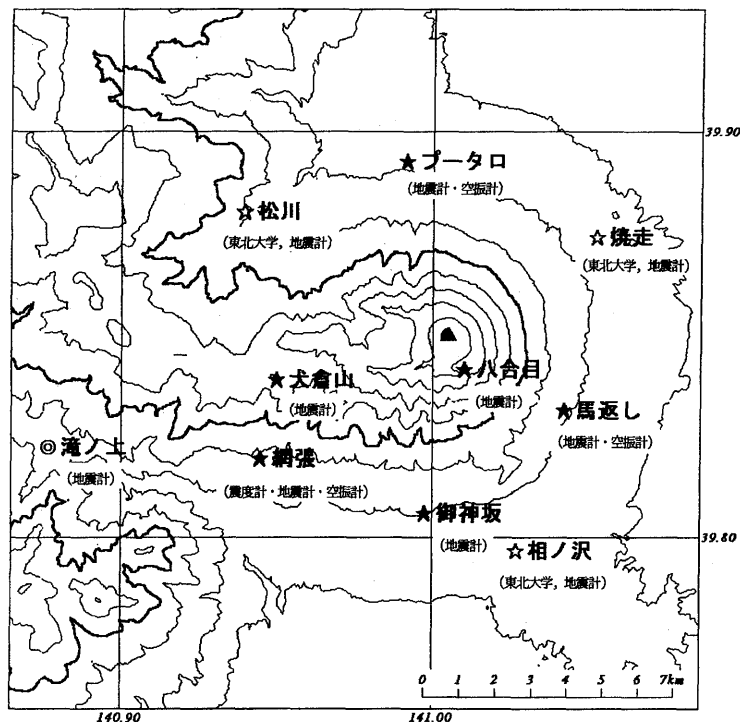 39.90
★プータロ
(地震計・空振計)
☆松川
(東北大学, 地震計)
☆焼走
(東北大学, 地震計)
★犬倉山
(地震計)
★八合目
(地震計)
★馬返し
(地震計・空振計)
◎滝ノ上
(地震計)
★網張
(震度計・地震計・空振計)
★御神坂
(地震計)
39.80
☆相ノ沢
(東北大学, 地震計)
0 1 2 3 4 5 6 7km
140.90
141.00